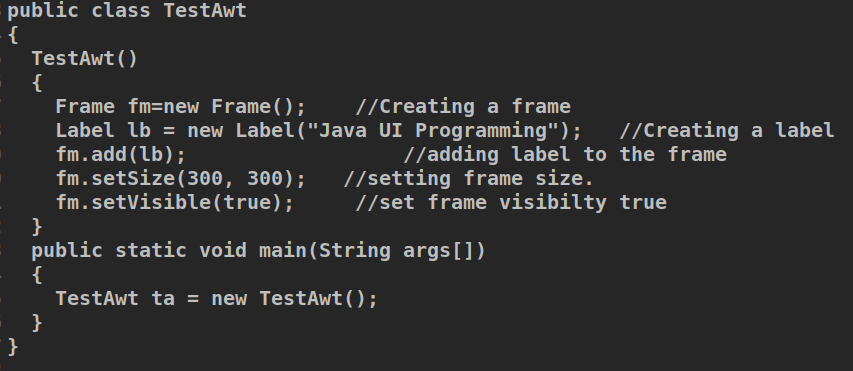 public class TestAwt
{
  TestAwt()
  {
    Frame fm=new Frame();    //Creating a frame
    Label lb = new Label("Java UI Programming");   //Creating a label
    fm.add(lb);                  //adding label to the frame
    fm.setSize(300, 300);   //setting frame size.
    fm.setVisible(true);     //set frame visibilty true
  }
  public static void main(String args[])
  {
    TestAwt ta = new TestAwt();
  }
}